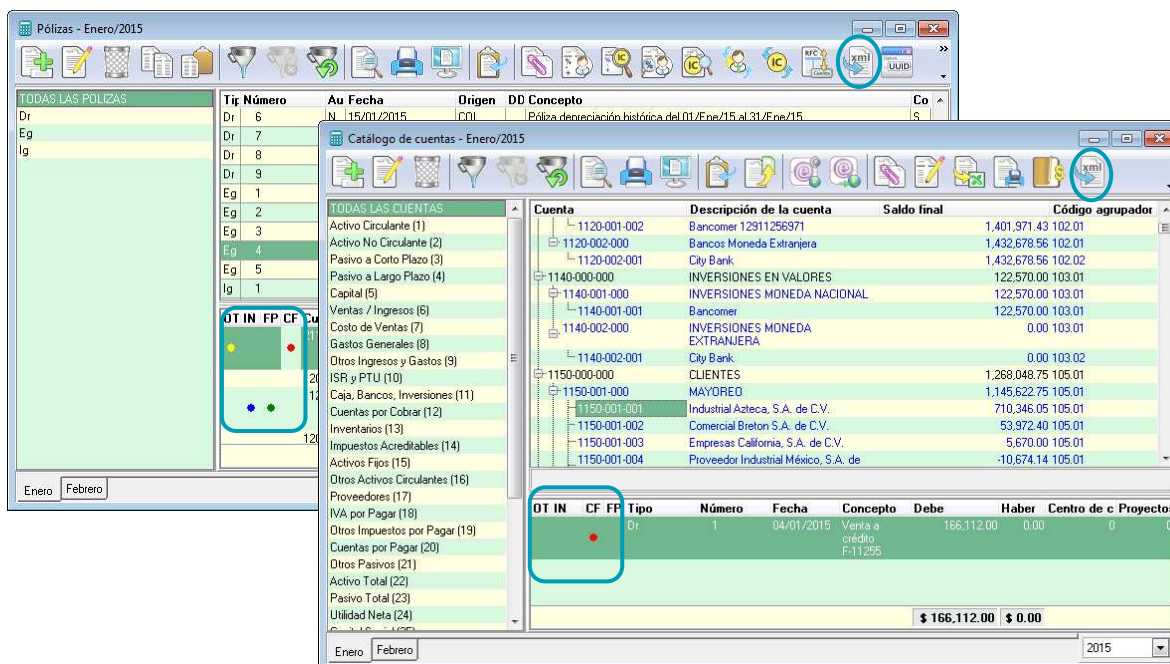 Pólizas - Enero/2015
IC
%
IC
IC
RFC
Cuenta
xml
UUID
»
TODAS LAS POLIZAS
Dr
Eg
Ig
Número Au Fecha Origen DD Concepto Co
Dr 6 N 15/01/2015 COI Póliza depreciación histórica del 01/Ene/15 al 31/Ene/15 S
Dr 7
Dr 8
Dr 9
Eg 1
Eg 2
Eg 3
Eg 4
Eg 5
Ig 1
OT IN FP CF Cu
20
12
120
Enero Febrero
Catálogo de cuentas - Enero/2015
xml
TODAS LAS CUENTAS
Activo Circulante (1)
Activo No Circulante (2)
Pasivo a Corto Plazo (3)
Pasivo a Largo Plazo (4)
Capital (5)
Ventas / Ingresos (6)
Costo de Ventas (7)
Gastos Generales (8)
Otros Ingresos y Gastos (9)
ISR y PTU (10)
Caja, Bancos, Inversiones (11)
Cuentas por Cobrar (12)
Inventarios (13)
Impuestos Acreditables (14)
Activos Fijos (15)
Otros Activos Circulantes (16)
Proveedores (17)
IVA por Pagar (18)
Otros Impuestos por Pagar (19)
Cuentas por Pagar (20)
Otros Pasivos (21)
Activo Total (22)
Pasivo Total (23)
Utilidad Neta (24)
Cuenta Descripción de la cuenta Saldo final Código agrupador
1120-001-002 Bancomer 12911256971 1,401,971.43 102.01
1120-002-000 Bancos Moneda Extranjera 1,432,678.56 102.01
1120-002-001 City Bank 1,432,678.56 102.02
1140-000-000 INVERSIONES EN VALORES 122,570.00 103.01
1140-001-000 INVERSIONES MONEDA NACIONAL 122,570.00 103.01
1140-001-001 Bancomer 122,570.00 103.01
1140-002-000 INVERSIONES MONEDA 0.00 103.01
EXTRANJERA
1140-002-001 City Bank 0.00 103.02
1150-000-000 CLIENTES 1,268,048.75 105.01
1150-001-000 MAYOREO 1,145,622.75 105.01
1150-001-001 Industrial Azteca, S.A. de C.V. 710,346.05 105.01
1150-001-002 Comercial Breton S.A. de C.V. 53,972.40 105.01
1150-001-003 Empresas California, S.A. de C.V. 5,670.00 105.01
1150-001-004 Proveedor Industrial México, S.A. de -10,674.14 105.01
OT IN CF FP Tipo Número Fecha Concepto Debe Haber Centro de c Proyectos
Dr 1 04/01/2015 Venta a 166,112.00 0.00 0 0
crédito
F-11255
$ 166,112.00 $ 0.00
Enero Febrero
2015